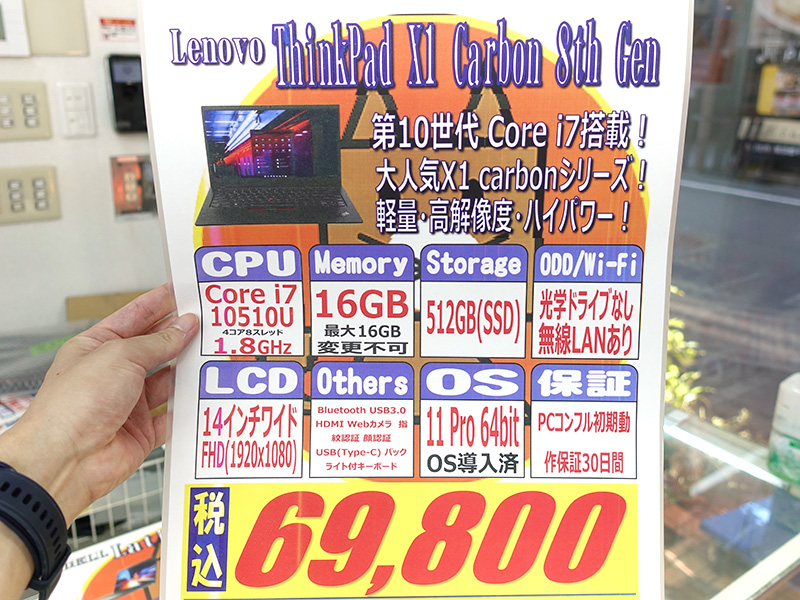 Lenovo ThinkPad X1 Carbon 8th Gen
第10世代 Core i7搭載！
大人気X1 carbonシリーズ！
軽量・高解像度・ハイパワー！
CPU
Core i7
10510U
4コア8スレッド
1.8GHz
Memory
16GB
最大16GB
変更不可
Storage
512GB(SSD)
ODD/Wi-Fi
光学ドライブなし
無線LANあり
LCD
14インチワイド
FHD(1920x1080)
Others
Bluetooth USB3.0
HDMI Webカメラ 指
紋認証 顔認証
USB(Type-C) バック
ライト付キーボード
OS
11 Pro 64bit
OS導入済
保証
PCコンフル初期動
作保証30日間
税込
69,800